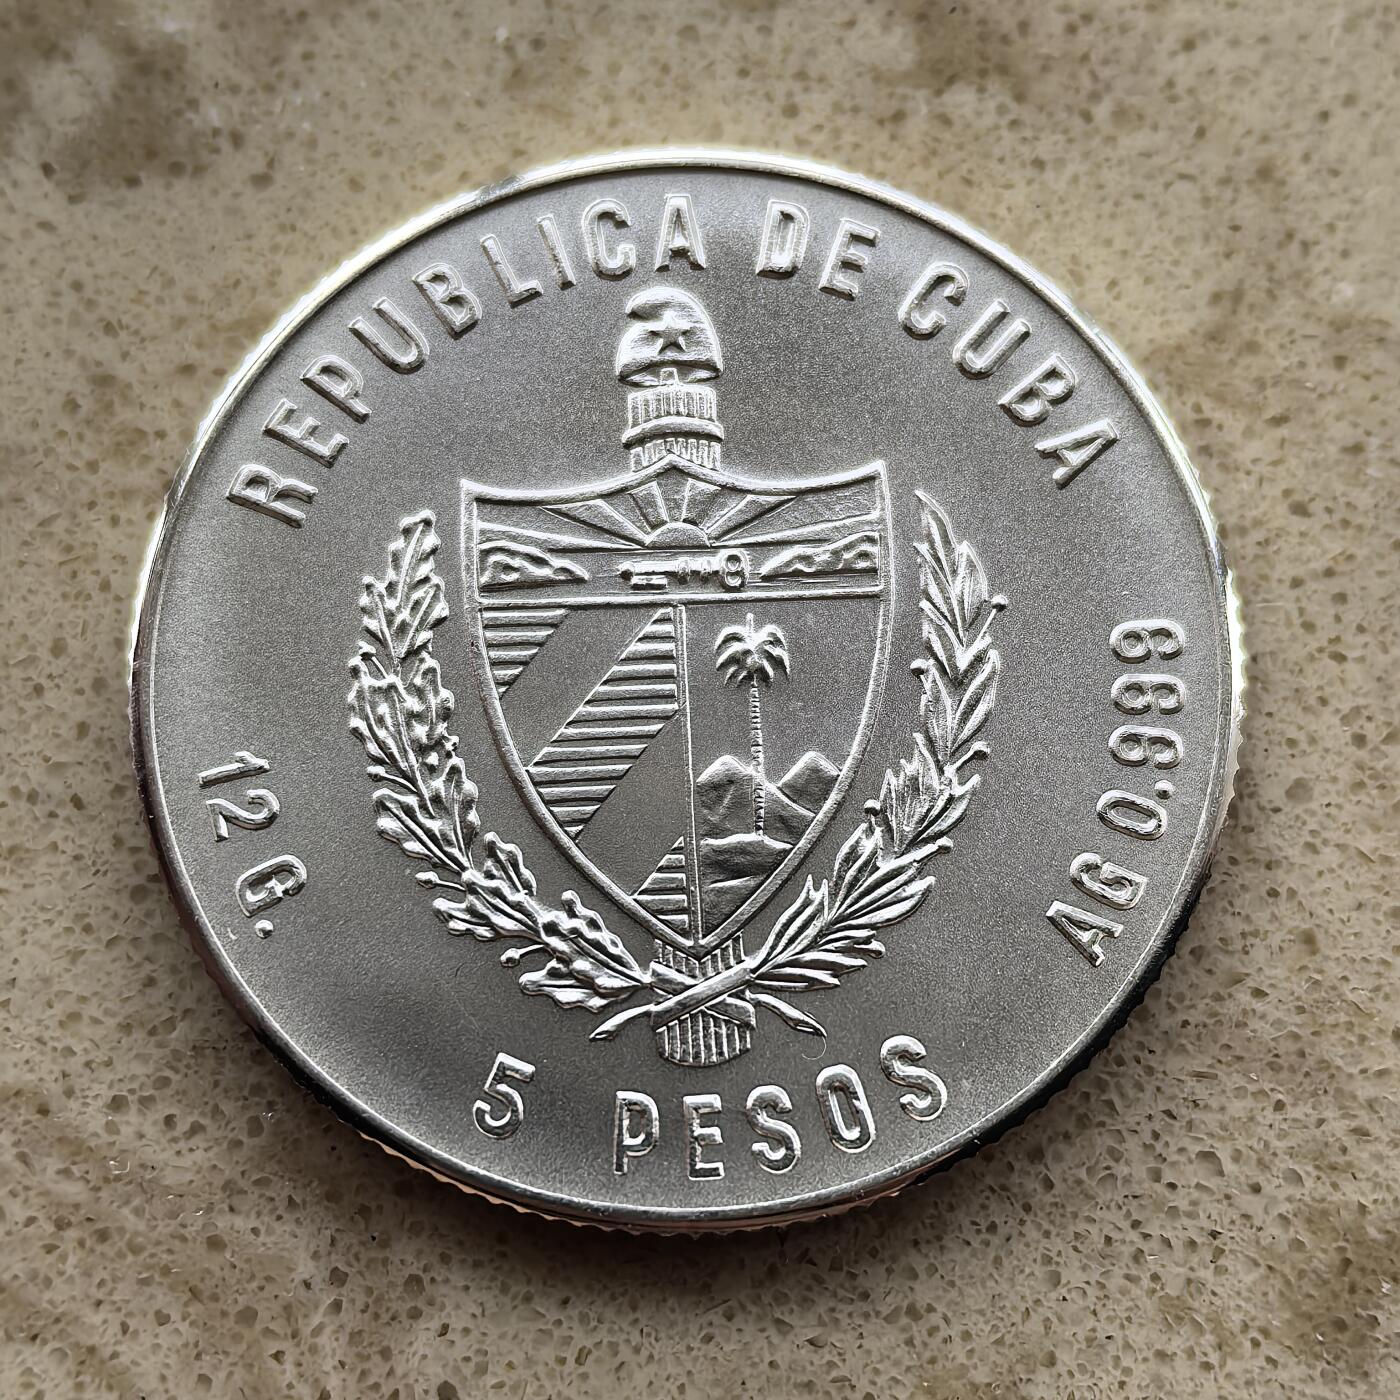 REPUBLICA DE CUBA
12 G.
AG 0.999
5 PESOS